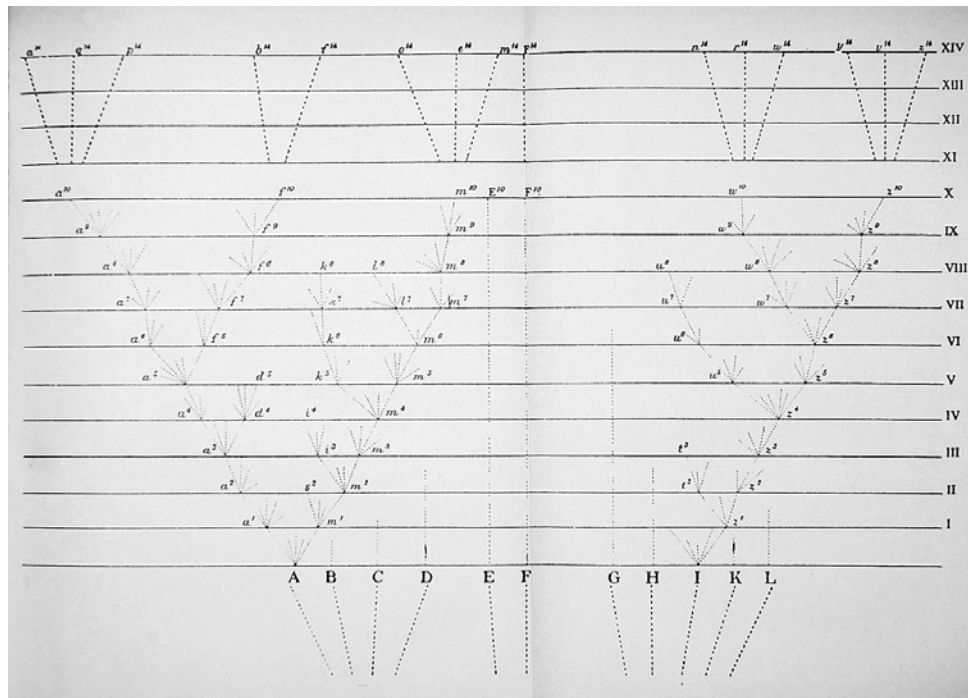 a¹⁴ q¹⁴ p¹⁴ b¹⁴ f¹⁴ o¹⁴ e¹⁴ m¹⁴ F¹⁴ n¹⁴ r¹⁴ w¹⁴ y¹⁴ v¹⁴ z¹⁴ XIV
XIII
XII
XI
a¹⁰ f¹⁰ m¹⁰ E¹⁰ F¹⁰ w¹⁰ z¹⁰ X
a⁹ f⁹ m⁹ w⁹ z⁹ IX
a⁸ f⁸ k⁸ l⁸ m⁸ u⁸ w⁸ z⁸ VIII
a⁷ f⁷ l⁷ m⁷ u⁷ w⁷ z⁷ VII
a⁶ f⁶ k⁶ m⁶ u⁶ z⁶ VI
a⁵ d⁵ k⁵ m⁵ u⁵ z⁵ V
a⁴ d⁴ i⁴ m⁴ z⁴ IV
a³ i³ m³ t³ z³ III
a² s² m² t² z² II
a¹ m¹ z¹ I
A B C D E F G H I K L